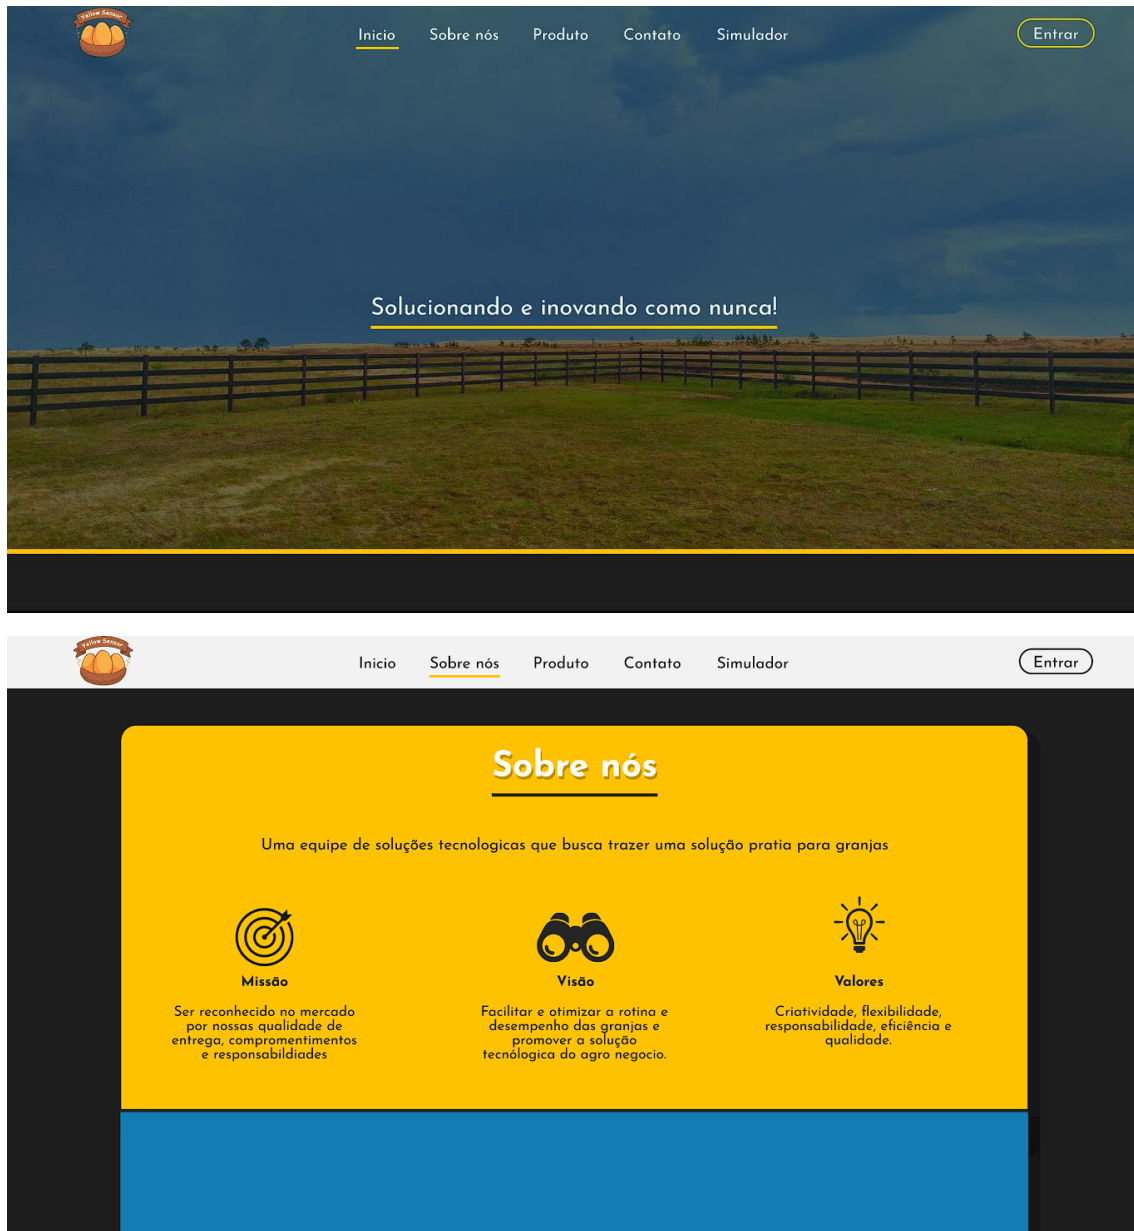 Yellow Sensor
Inicio Sobre nós Produto Contato Simulador Entrar
Solucionando e inovando como nunca!
Yellow Sensor
Inicio Sobre nós Produto Contato Simulador Entrar
Sobre nós
Uma equipe de soluções tecnologicas que busca trazer uma solução pratia para granjas
Missão
Ser reconhecido no mercado
por nossas qualidade de
entrega, compromentimentos
e responsabildiades
Visão
Facilitar e otimizar a rotina e
desempenho das granjas e
promover a solução
tecnólogica do agro negocio.
Valores
Criatividade, flexibilidade,
responsabilidade, eficiência e
qualidade.